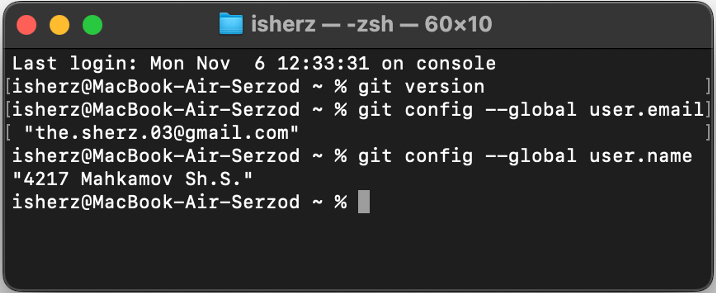 isherz — -zsh — 60×10
Last login: Mon Nov  6 12:33:31 on console
[isherz@MacBook-Air-Serzod ~ % git version ]
[isherz@MacBook-Air-Serzod ~ % git config --global user.email]
[ "the.sherz.03@gmail.com" ]
isherz@MacBook-Air-Serzod ~ % git config --global user.name
"4217 Mahkamov Sh.S."
isherz@MacBook-Air-Serzod ~ %